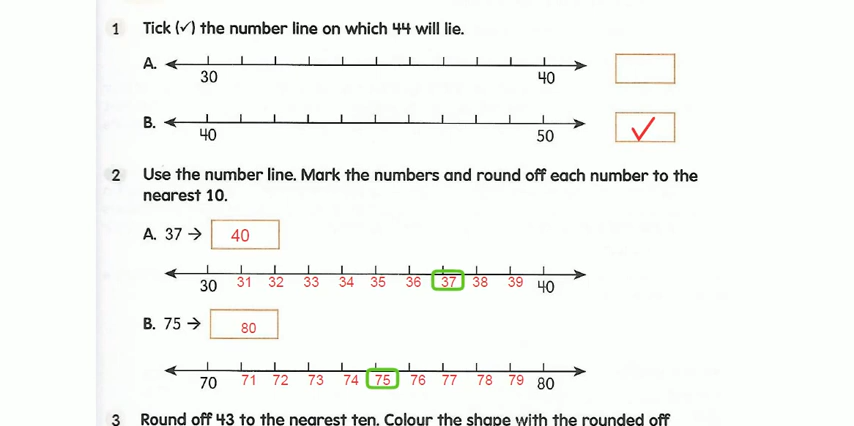 1 Tick (✓) the number line on which 44 will lie.
A.
30 40
B.
40 50
✓
2 Use the number line. Mark the numbers and round off each number to the
nearest 10.
A. 37 → 40
30 31 32 33 34 35 36 37 38 39 40
B. 75 → 80
70 71 72 73 74 75 76 77 78 79 80
3 Round off 43 to the nearest ten. Colour the shape with the rounded off